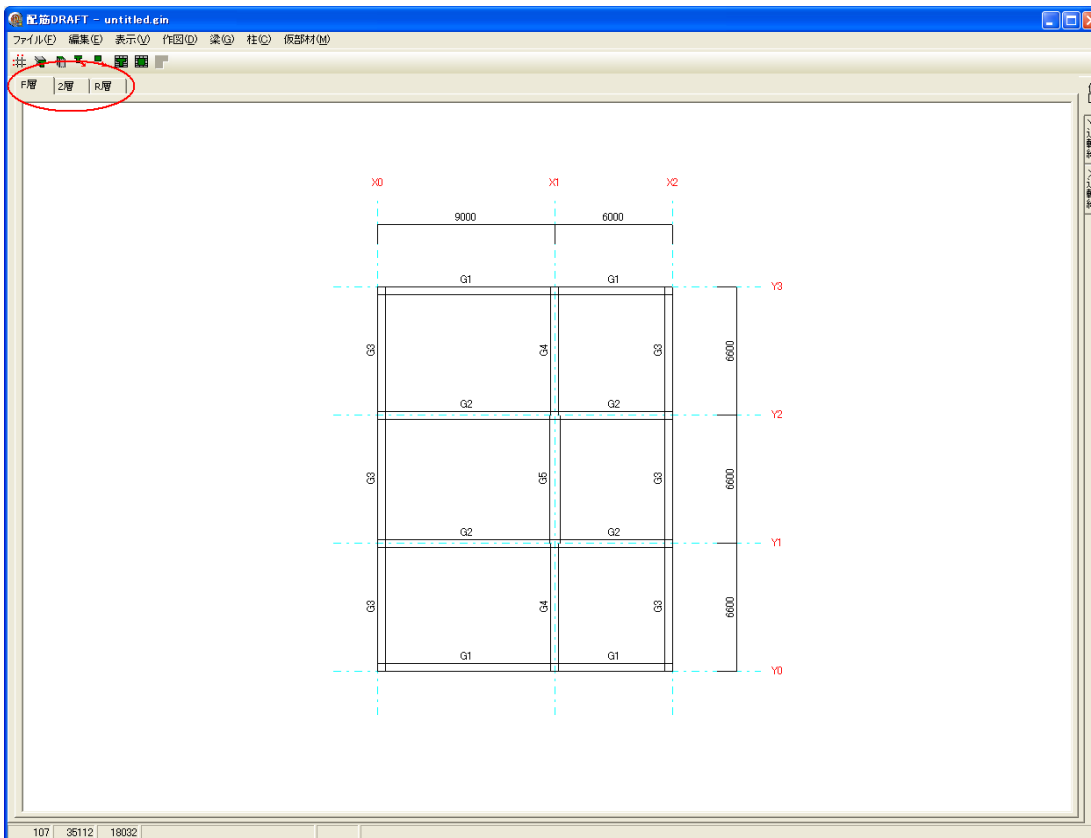 配筋DRAFT - untitled.gin
ファイル(F) 編集(E) 表示(V) 作図(D) 梁(G) 柱(C) 仮部材(M)
F層 2層 R層
X0 X1 X2
9000 6000
G1 G1
Y3
G3 G4 G3 6600
G2 G2
Y2
G3 G5 G3 6600
G2 G2
Y1
G3 G4 G3 6600
G1 G1
Y0
107 35112 18032